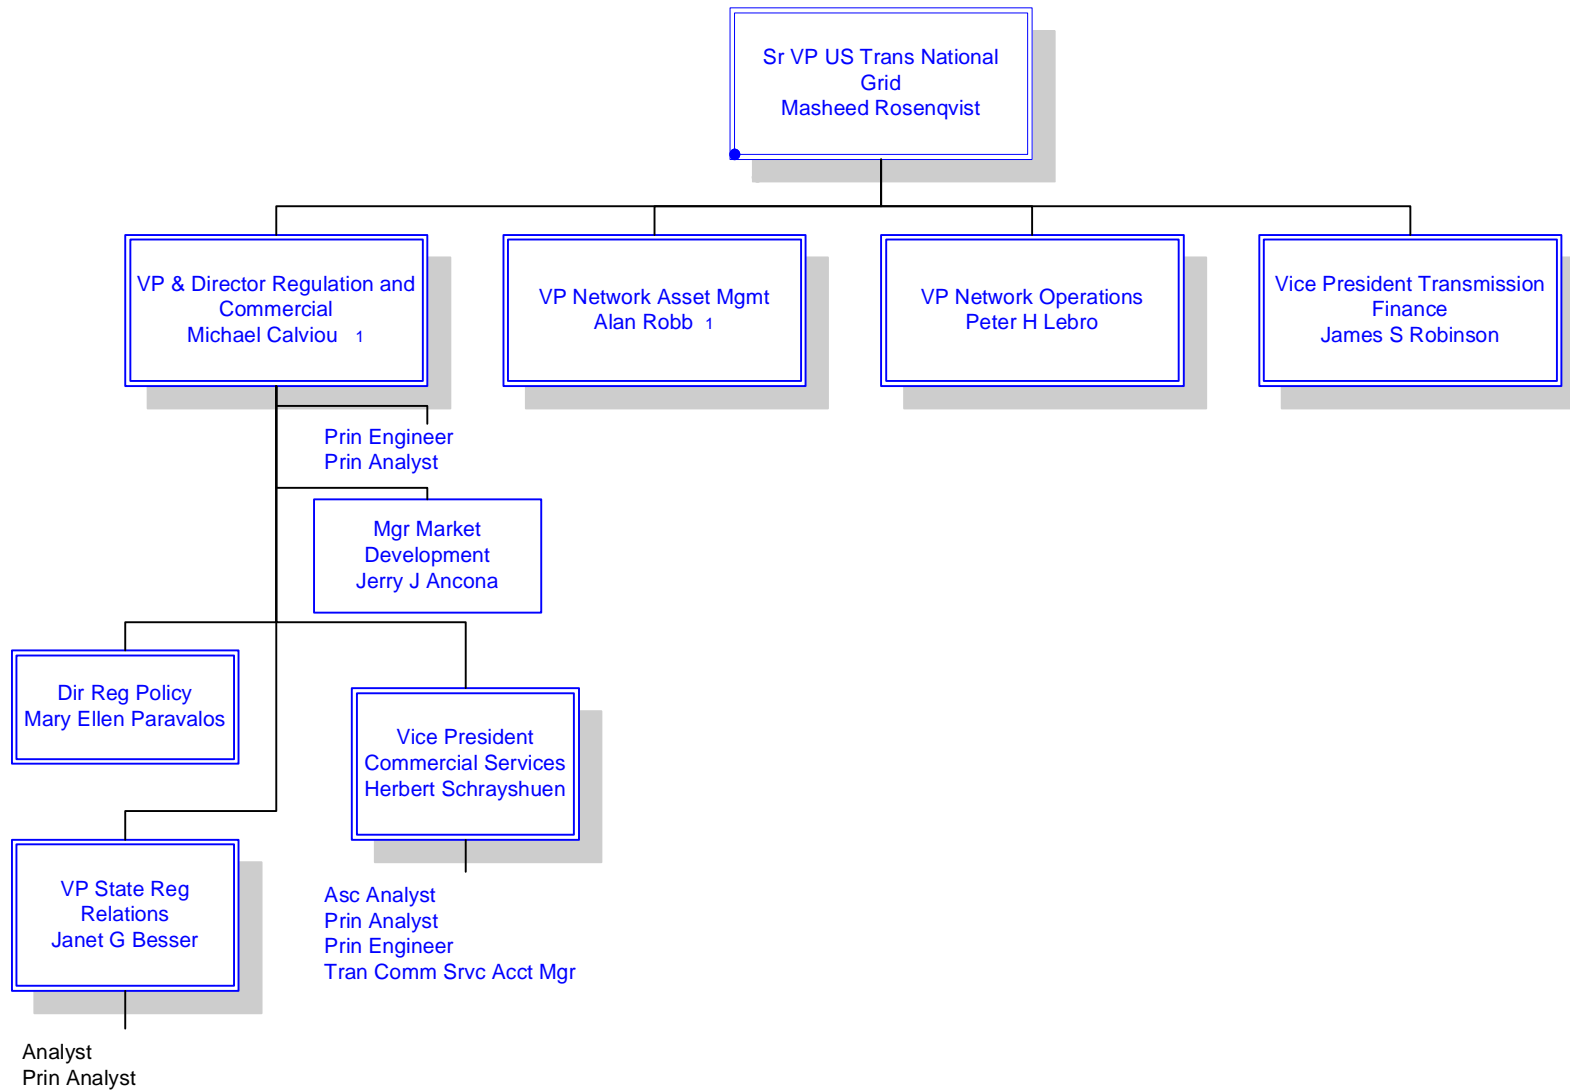 Sr VP US Trans National
Grid
Masheed Rosenqvist
VP & Director Regulation and
Commercial
Michael Calviou 1
VP Network Asset Mgmt
Alan Robb 1
VP Network Operations
Peter H Lebro
Vice President Transmission
Finance
James S Robinson
Prin Engineer
Prin Analyst
Mgr Market
Development
Jerry J Ancona
Dir Reg Policy
Mary Ellen Paravalos
Vice President
Commercial Services
Herbert Schrayshuen
VP State Reg
Relations
Janet G Besser
Asc Analyst
Prin Analyst
Prin Engineer
Tran Comm Srvc Acct Mgr
Analyst
Prin Analyst